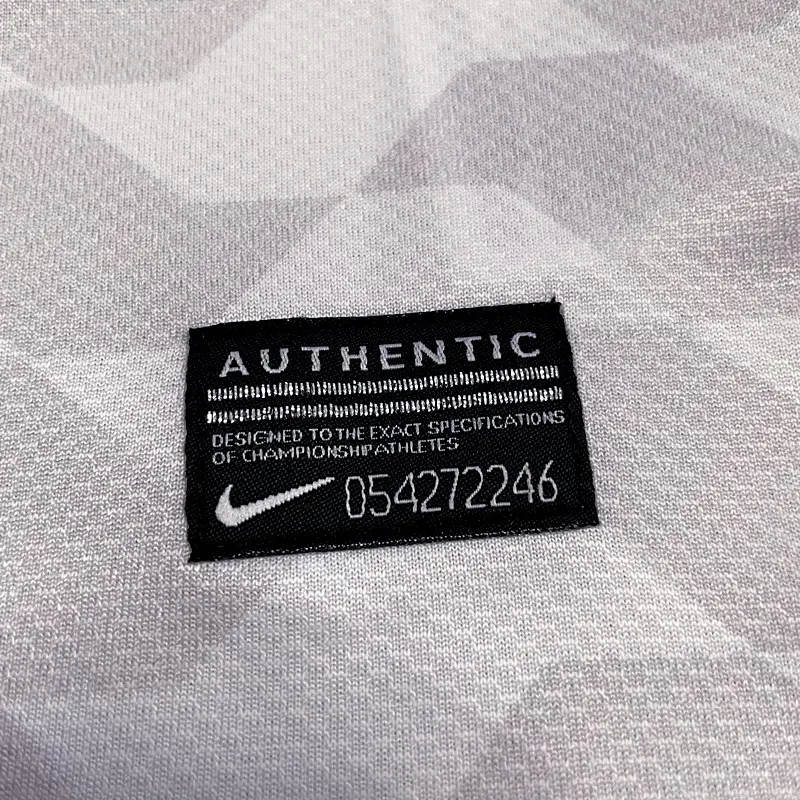 AUTHENTIC
DESIGNED TO THE EXACT SPECIFICATIONS
OF CHAMPIONSHIP ATHLETES
054272246